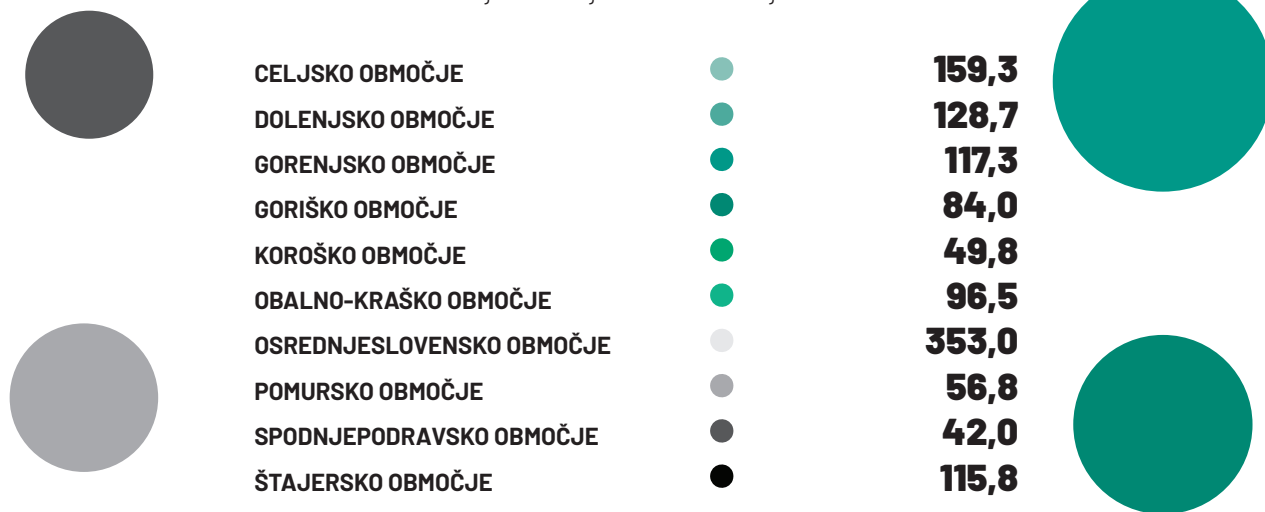 CELJSKO OBMOČJE 159,3
DOLENJSKO OBMOČJE 128,7
GORENJSKO OBMOČJE 117,3
GORIŠKO OBMOČJE 84,0
KOROŠKO OBMOČJE 49,8
OBALNO-KRAŠKO OBMOČJE 96,5
OSREDNJESLOVENSKO OBMOČJE 353,0
POMURSKO OBMOČJE 56,8
SPODNJEPODRAVSKO OBMOČJE 42,0
ŠTAJERSKO OBMOČJE 115,8